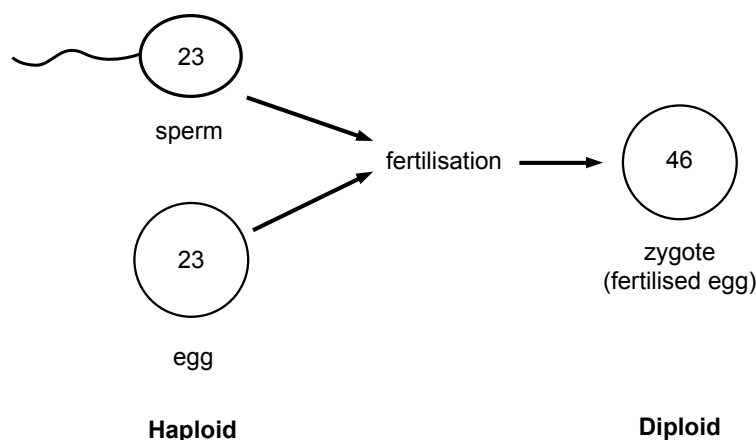 23
sperm
fertilisation
46
23
zygote
(fertilised egg)
egg
Haploid
Diploid